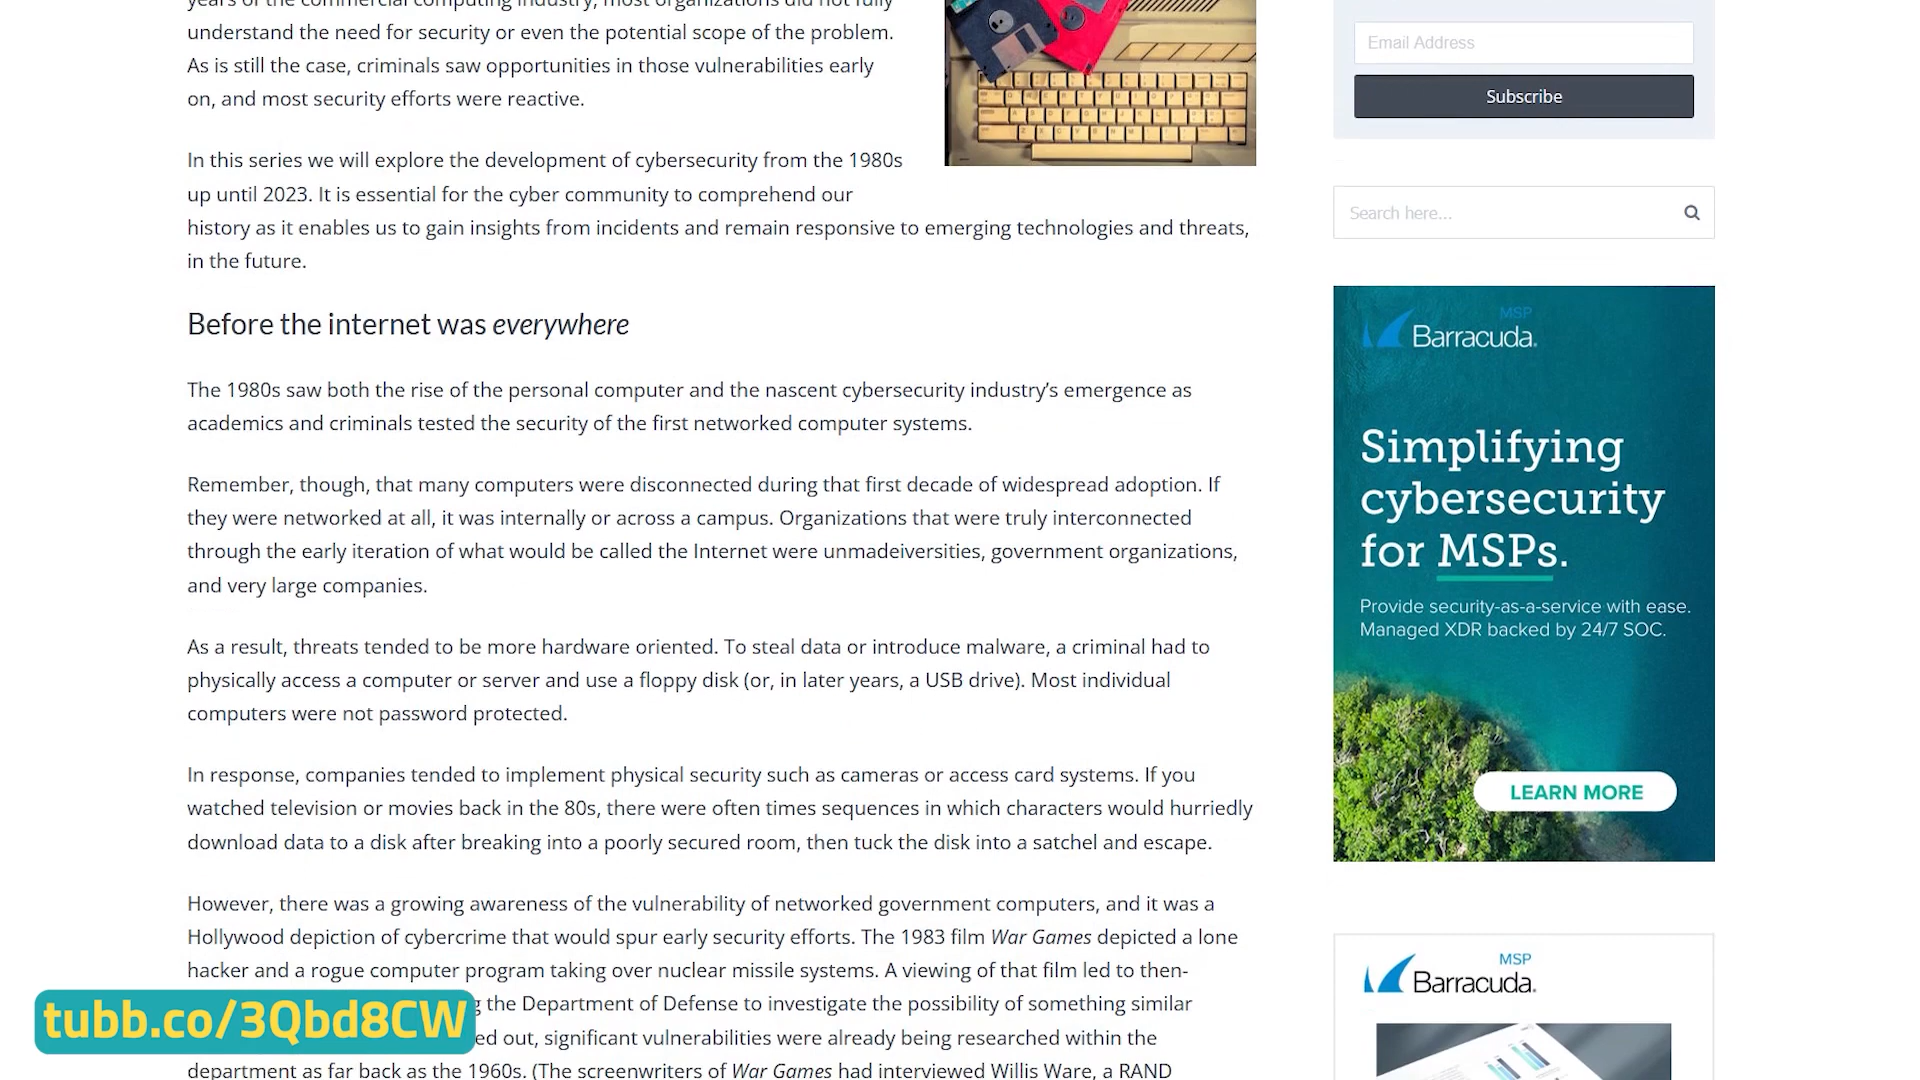 years of the commercial computing industry, most organizations did not fully
understand the need for security or even the potential scope of the problem.
As is still the case, criminals saw opportunities in those vulnerabilities early
on, and most security efforts were reactive.
In this series we will explore the development of cybersecurity from the 1980s
up until 2023. It is essential for the cyber community to comprehend our
history as it enables us to gain insights from incidents and remain responsive to emerging technologies and threats,
in the future.
Before the internet was everywhere
The 1980s saw both the rise of the personal computer and the nascent cybersecurity industry’s emergence as
academics and criminals tested the security of the first networked computer systems.
Remember, though, that many computers were disconnected during that first decade of widespread adoption. If
they were networked at all, it was internally or across a campus. Organizations that were truly interconnected
through the early iteration of what would be called the Internet were unmadeiversities, government organizations,
and very large companies.
As a result, threats tended to be more hardware oriented. To steal data or introduce malware, a criminal had to
physically access a computer or server and use a floppy disk (or, in later years, a USB drive). Most individual
computers were not password protected.
In response, companies tended to implement physical security such as cameras or access card systems. If you
watched television or movies back in the 80s, there were often times sequences in which characters would hurriedly
download data to a disk after breaking into a poorly secured room, then tuck the disk into a satchel and escape.
However, there was a growing awareness of the vulnerability of networked government computers, and it was a
Hollywood depiction of cybercrime that would spur early security efforts. The 1983 film War Games depicted a lone
hacker and a rogue computer program taking over nuclear missile systems. A viewing of that film led to then-
the Department of Defense to investigate the possibility of something similar
ed out, significant vulnerabilities were already being researched within the
department as far back as the 1960s. (The screenwriters of War Games had interviewed Willis Ware, a RAND
tubb.co/3Qbd8CW
Email Address
Subscribe
Search here...
MSP
Barracuda.
Simplifying
cybersecurity
for MSPs.
Provide security-as-a-service with ease.
Managed XDR backed by 24/7 SOC.
LEARN MORE
MSP
Barracuda.